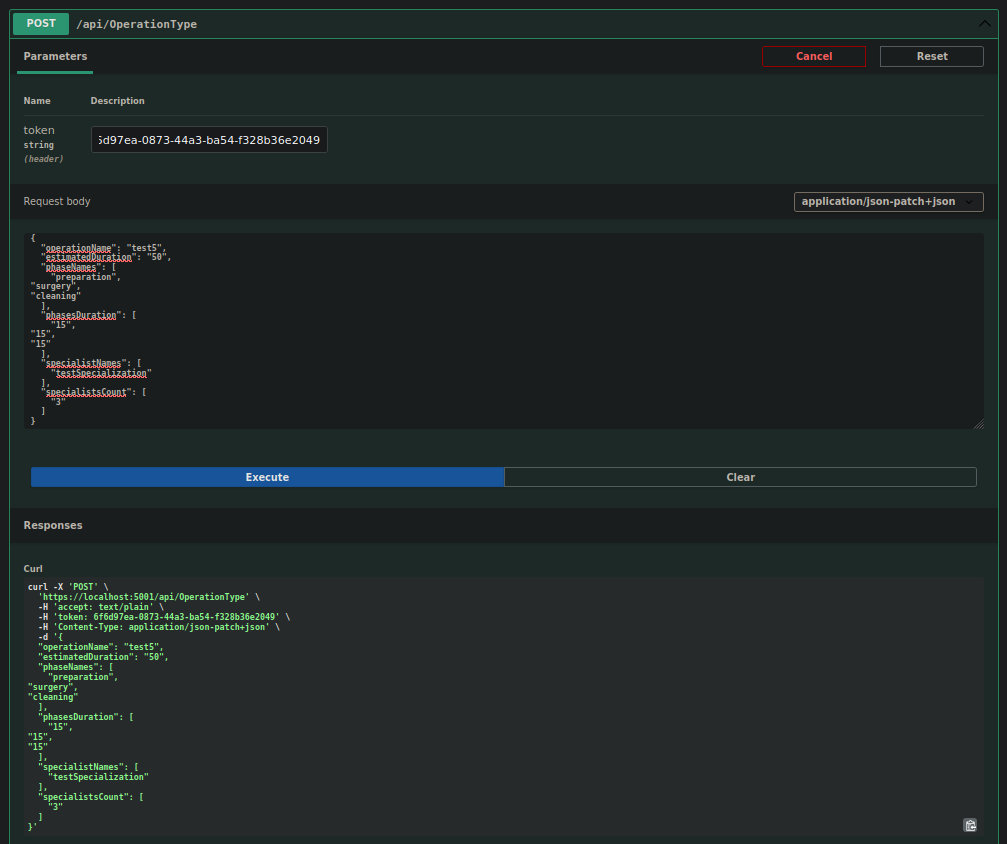 POST /api/OperationType
Parameters
Cancel
Reset
Name Description
token
string
(header)
d97ea-0873-44a3-ba54-f328b36e2049
Request body
application/json-patch+json
{
  "operationName": "test5",
  "estimatedDuration": "50",
  "phaseNames": [
    "preparation",
"surgery",
"cleaning"
  ],
  "phasesDuration": [
    "15",
"15",
"15"
  ],
  "specialistNames": [
    "testSpecialization"
  ],
  "specialistsCount": [
    "3"
  ]
}
Execute
Clear
Responses
Curl
curl -X 'POST' \
  'https://localhost:5001/api/OperationType' \
  -H 'accept: text/plain' \
  -H 'token: 6f6d97ea-0873-44a3-ba54-f328b36e2049' \
  -H 'Content-Type: application/json-patch+json' \
  -d '{
  "operationName": "test5",
  "estimatedDuration": "50",
  "phaseNames": [
    "preparation",
"surgery",
"cleaning"
  ],
  "phasesDuration": [
    "15",
"15",
"15"
  ],
  "specialistNames": [
    "testSpecialization"
  ],
  "specialistsCount": [
    "3"
  ]
}'